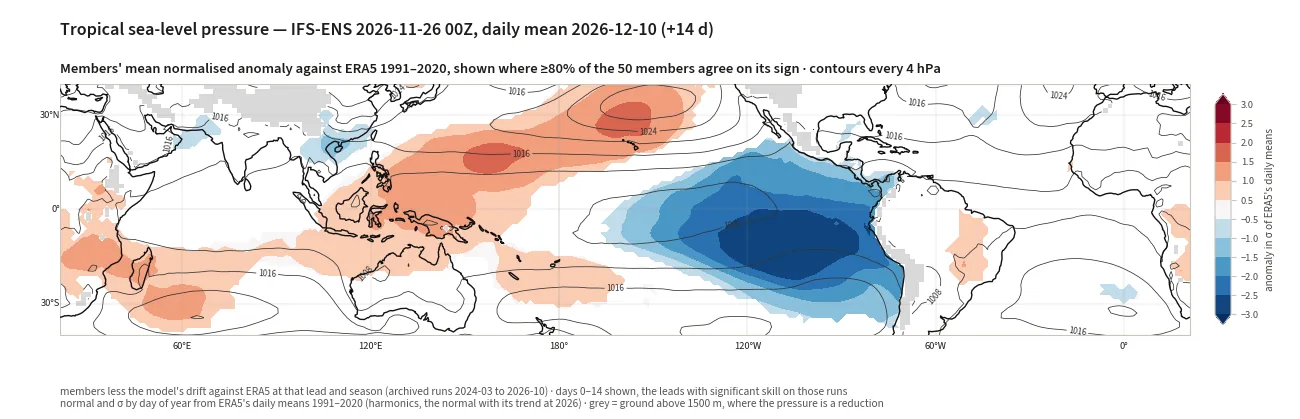 Tropical sea-level pressure — IFS-ENS 2026-11-26 00Z, daily mean 2026-12-10 (+14 d)
Members' mean normalised anomaly against ERA5 1991–2020, shown where ≥80% of the 50 members agree on its sign · contours every 4 hPa
30°N
0°
30°S
60°E
120°E
180°
120°W
60°W
0°
1016
1016
1016
1016
1024
1016
1016
1016
1016
1024
1016
1008
1016
3.0
2.5
2.0
1.5
1.0
0.5
−0.5
−1.0
−1.5
−2.0
−2.5
−3.0
anomaly in σ of ERA5's daily means
members less the model's drift against ERA5 at that lead and season (archived runs 2024-03 to 2026-10) · days 0–14 shown, the leads with significant skill on those runs
normal and σ by day of year from ERA5's daily means 1991–2020 (harmonics, the normal with its trend at 2026) · grey = ground above 1500 m, where the pressure is a reduction